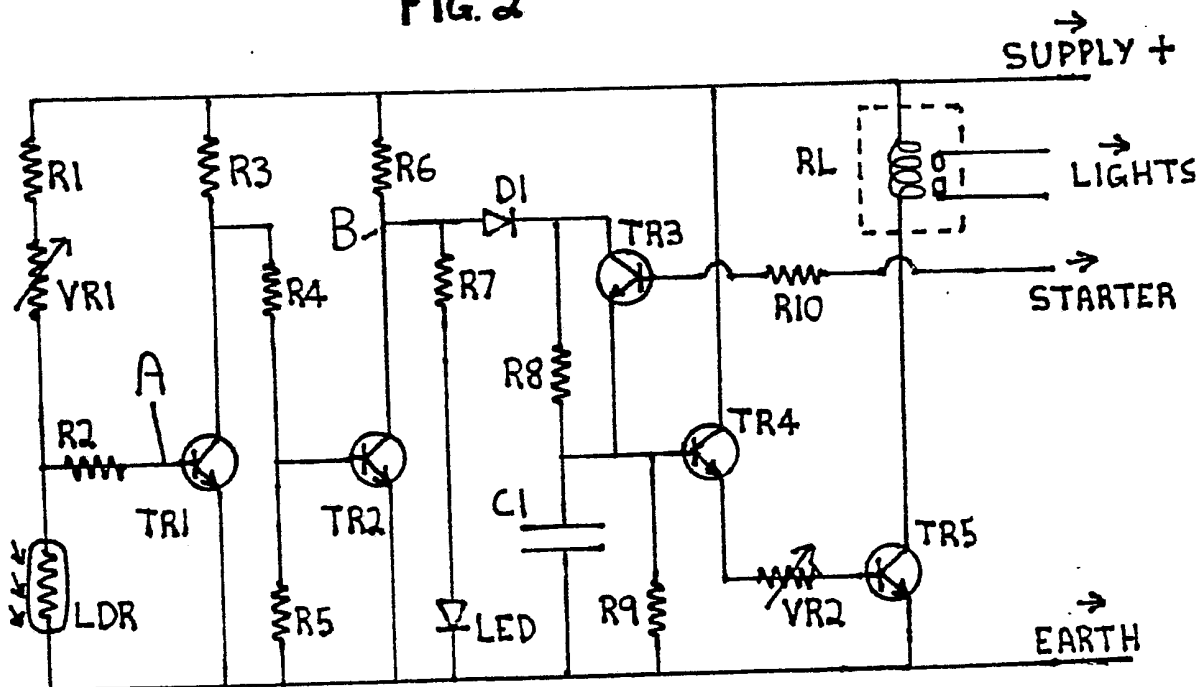 FIG. 2
SUPPLY +
R1
R3
R6
RL
LIGHTS
D1
B
TR3
VR1
R4
R7
R10
STARTER
A
R8
R2
TR4
TR1
TR2
C1
TR5
LDR
R5
LED
R9
VR2
EARTH